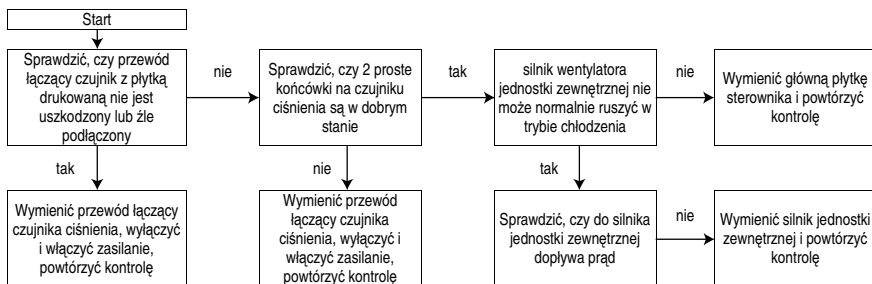 Start
Sprawdzić, czy przewód
łączący czujnik z płytką
drukowaną nie jest
uszkodzony lub źle
podłączony
nie
Sprawdzić, czy 2 proste
końcówki na czujniku
ciśnienia są w dobrym
stanie
tak
silnik wentylatora
jednostki zewnętrznej nie
może normalnie ruszyć w
trybie chłodzenia
nie
Wymienić główną płytkę
sterownika i powtórzyć
kontrolę
tak
nie
tak
Wymienić przewód łączący
czujnika ciśnienia, wyłączyć
i włączyć zasilanie,
powtórzyć kontrolę
Wymienić przewód
łączący czujnika
ciśnienia, wyłączyć i
włączyć zasilanie,
powtórzyć kontrolę
Sprawdzić, czy do silnika
jednostki zewnętrznej
dopływa prąd
nie
Wymienić silnik jednostki
zewnętrznej i powtórzyć
kontrolę